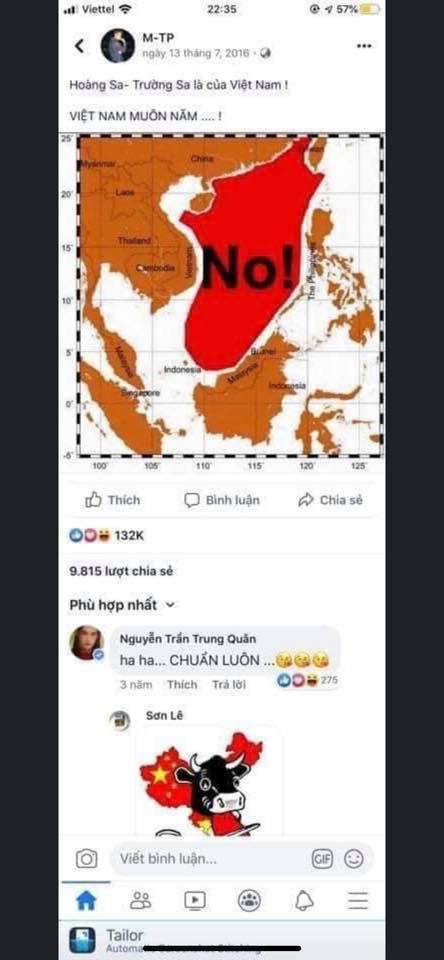 Viettel 22:35 57%
M-TP
ngày 13 tháng 7, 2016 ·
Hoàng Sa- Trường Sa là của Việt Nam !
VIỆT NAM MUÔN NĂM .... !
25°
Myanmar
China
Laos
20°
Thailand
Vietnam
Cambodia
15°
No!
The Philippines
10°
Malaysia
5°
Indonesia
Brunei
Malaysia
Singapore
Indonesia
0°
-5°
100° 105° 110° 115° 120° 125°
Thích Bình luận Chia sẻ
132K
9.815 lượt chia sẻ
Phù hợp nhất
Nguyễn Trần Trung Quân
ha ha... CHUẨN LUÔN ...😘😘😘
3 năm Thích Trả lời 275
Sơn Lê
Viết bình luận... GIF
Tailor